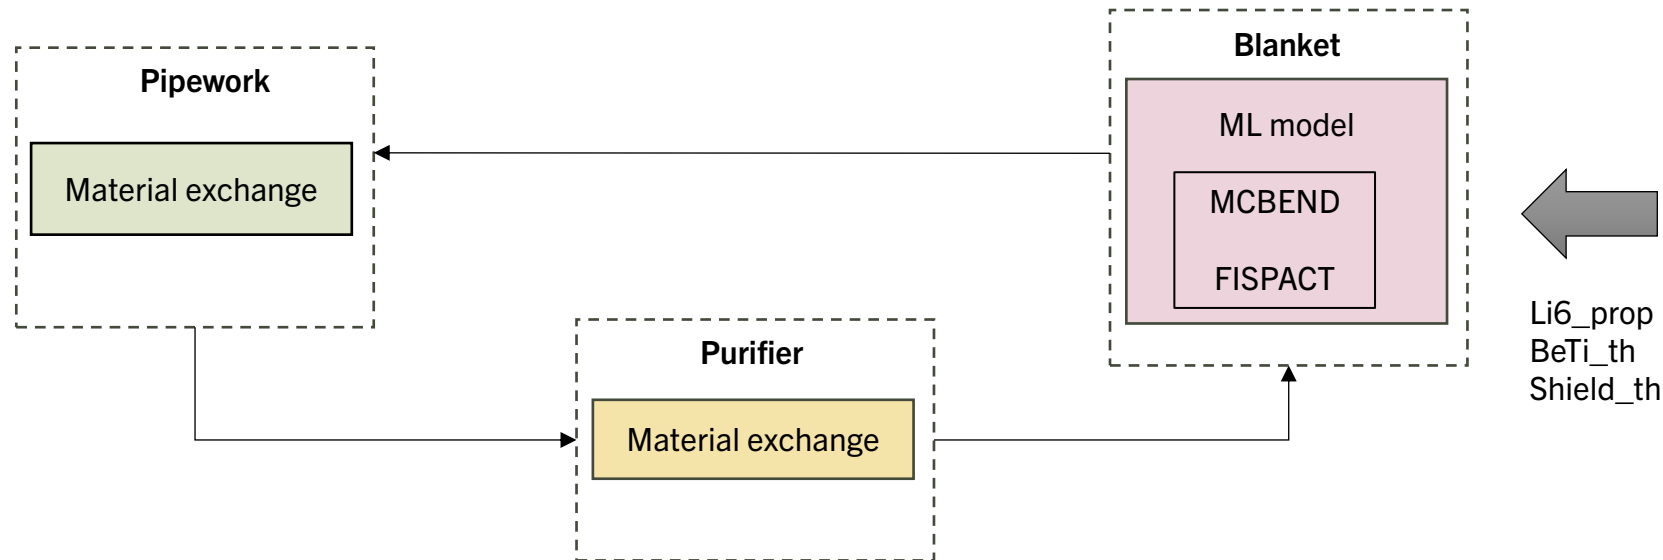 Pipework
Material exchange
Blanket
ML model
MCBEND
FISPACT
Li6_prop
BeTi_th
Shield_th
Purifier
Material exchange